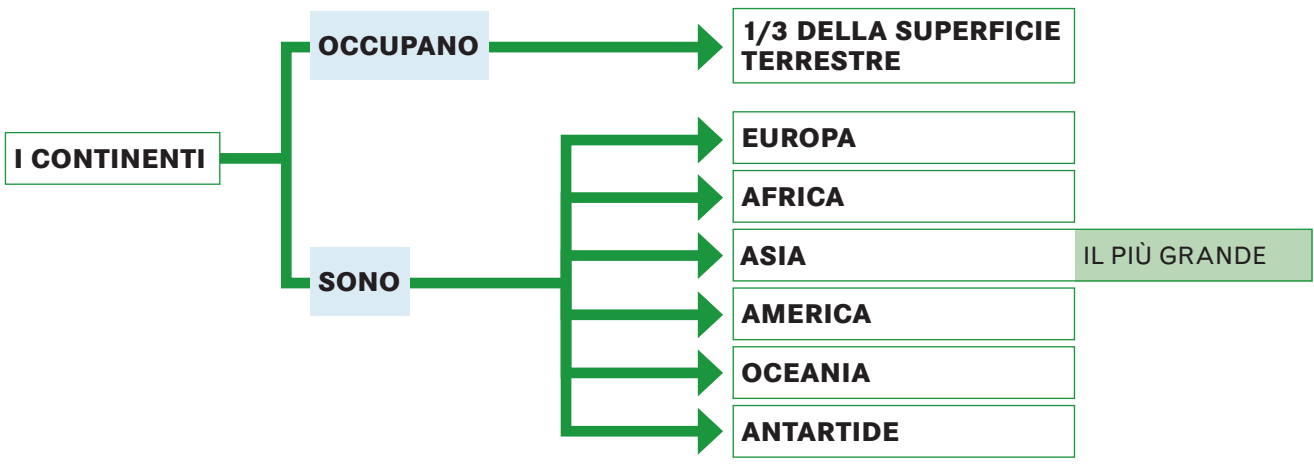 I CONTINENTI
OCCUPANO
1/3 DELLA SUPERFICIE
TERRESTRE
SONO
EUROPA
AFRICA
ASIA
IL PIÙ GRANDE
AMERICA
OCEANIA
ANTARTIDE